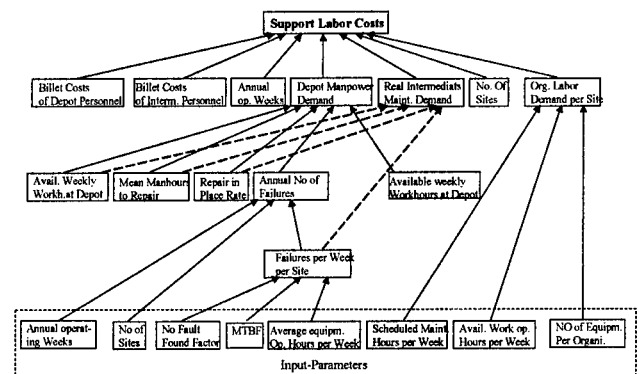 Support Labor Costs
Billet Costs
of Depot Personnel
Billet Costs
of Interm. Personnel
Annual
op. Weeks
Depot Manpower
Demand
Real Intermediats
Maint. Demand
No. Of
Sites
Org. Labor
Demand per Site
Avail. Weekly
Workh.at Depot
Mean Manhours
to Repair
Repair in
Place Rate
Annual No of
Failures
Available weekly
Workhours at Depot
Failures per Week
per Site
Annual operat-
ing Weeks
No of
Sites
No Fault
Found Factor
MTBF
Average equipm.
Op. Hours per Week
Scheduled Maint.
Hours per Week
Avail. Work op.
Hours per Week
NO of Equipm.
Per Organi.
Input-Parameters